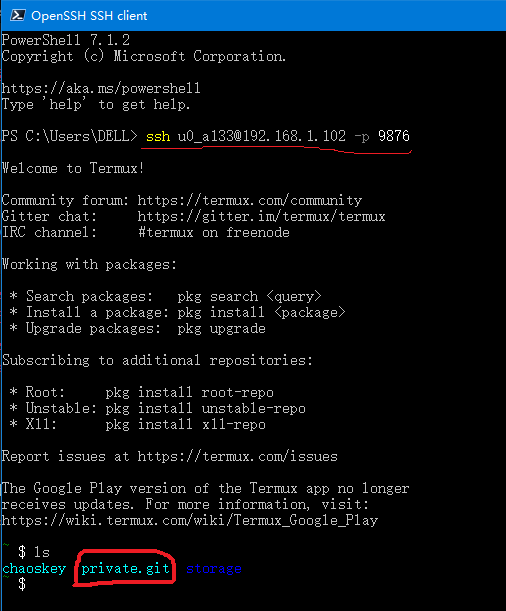 OpenSSH SSH client
PowerShell 7.1.2
Copyright (c) Microsoft Corporation.
https://aka.ms/powershell
Type 'help' to get help.
PS C:\Users\DELL> ssh u0_a133@192.168.1.102 -p 9876
Welcome to Termux!
Community forum: https://termux.com/community
Gitter chat:     https://gitter.im/termux/termux
IRC channel:     #termux on freenode
Working with packages:
* Search packages:   pkg search <query>
* Install a package: pkg install <package>
* Upgrade packages:  pkg upgrade
Subscribing to additional repositories:
* Root:     pkg install root-repo
* Unstable: pkg install unstable-repo
* X11:      pkg install x11-repo
Report issues at https://termux.com/issues
The Google Play version of the Termux app no longer
receives updates. For more information, visit:
https://wiki.termux.com/wiki/Termux_Google_Play
~ $ ls
chaoskey  private.git  storage
~ $